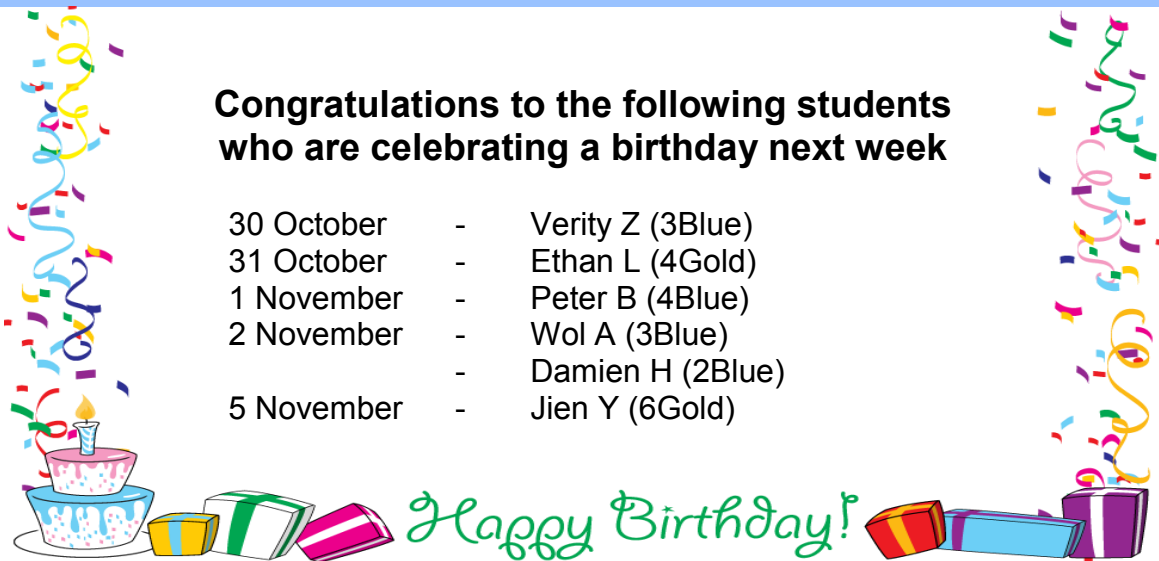 Congratulations to the following students
who are celebrating a birthday next week
30 October - Verity Z (3Blue)
31 October - Ethan L (4Gold)
1 November - Peter B (4Blue)
2 November - Wol A (3Blue)
- Damien H (2Blue)
5 November - Jien Y (6Gold)
Happy Birthday!